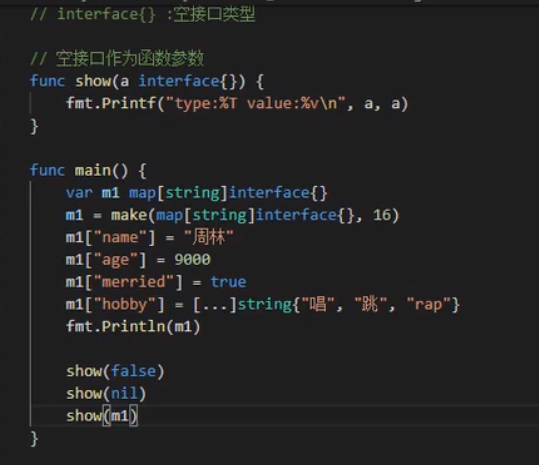 // interface{} :空接口类型
// 空接口作为函数参数
func show(a interface{}) {
    fmt.Printf("type:%T value:%v\n", a, a)
}
func main() {
    var m1 map[string]interface{}
    m1 = make(map[string]interface{}, 16)
    m1["name"] = "周林"
    m1["age"] = 9000
    m1["merried"] = true
    m1["hobby"] = [...]string{"唱", "跳", "rap"}
    fmt.Println(m1)
    show(false)
    show(nil)
    show(m1)
}